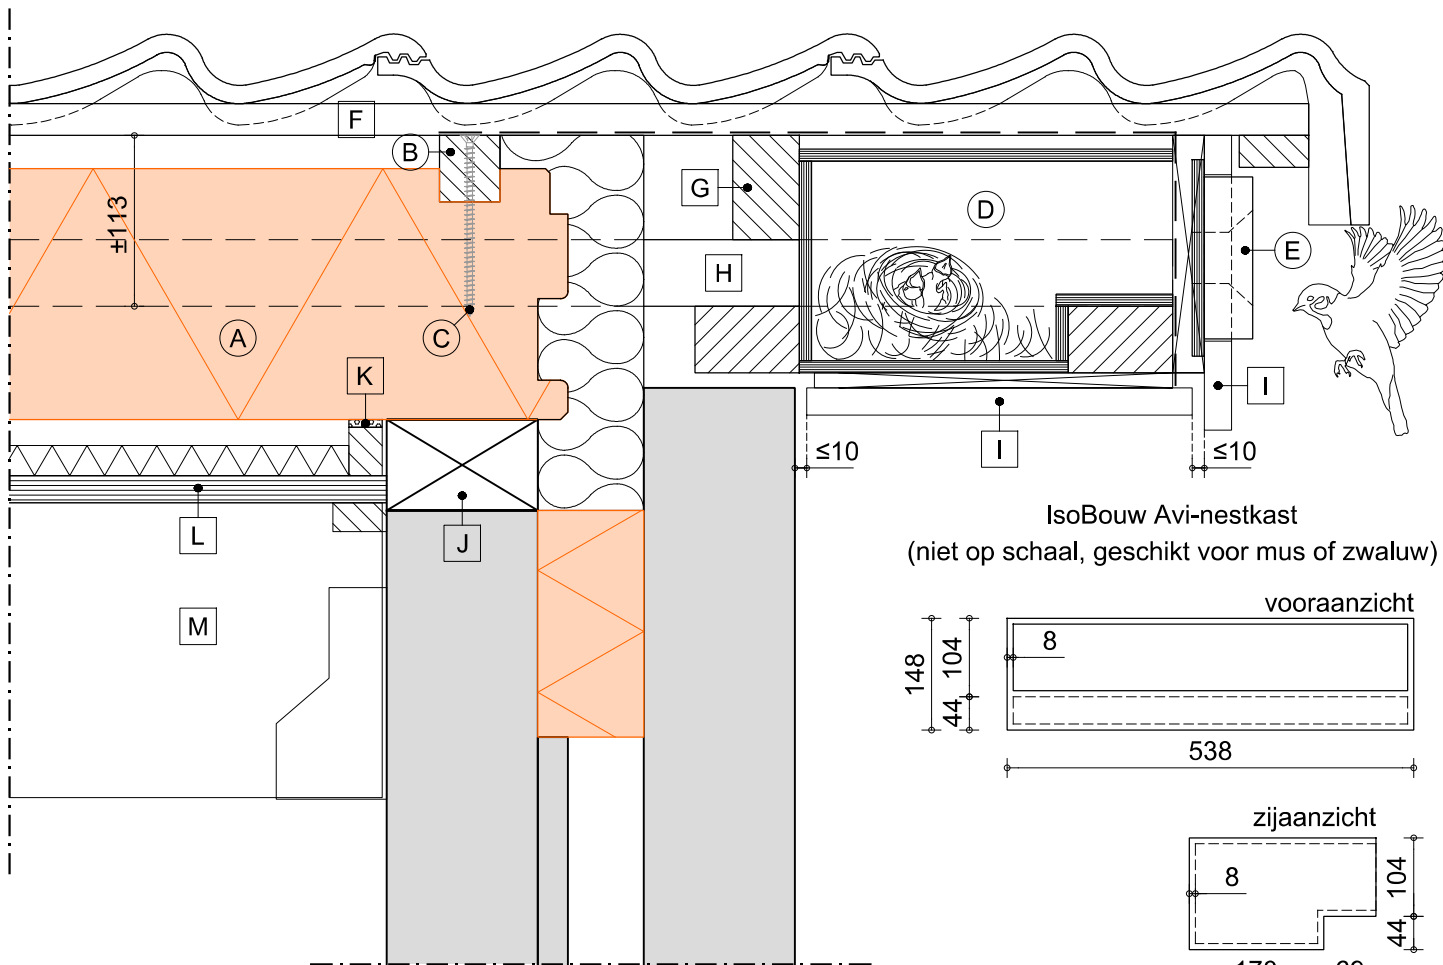 F
B
G
D
±113
H
E
A
C
K
I
I
≤10
≤10
L
J
IsoBouw Avi-nestkast
(niet op schaal, geschikt voor mus of zwaluw)
vooraanzicht
M
8
104
148
44
538
zijaanzicht
8
104
44